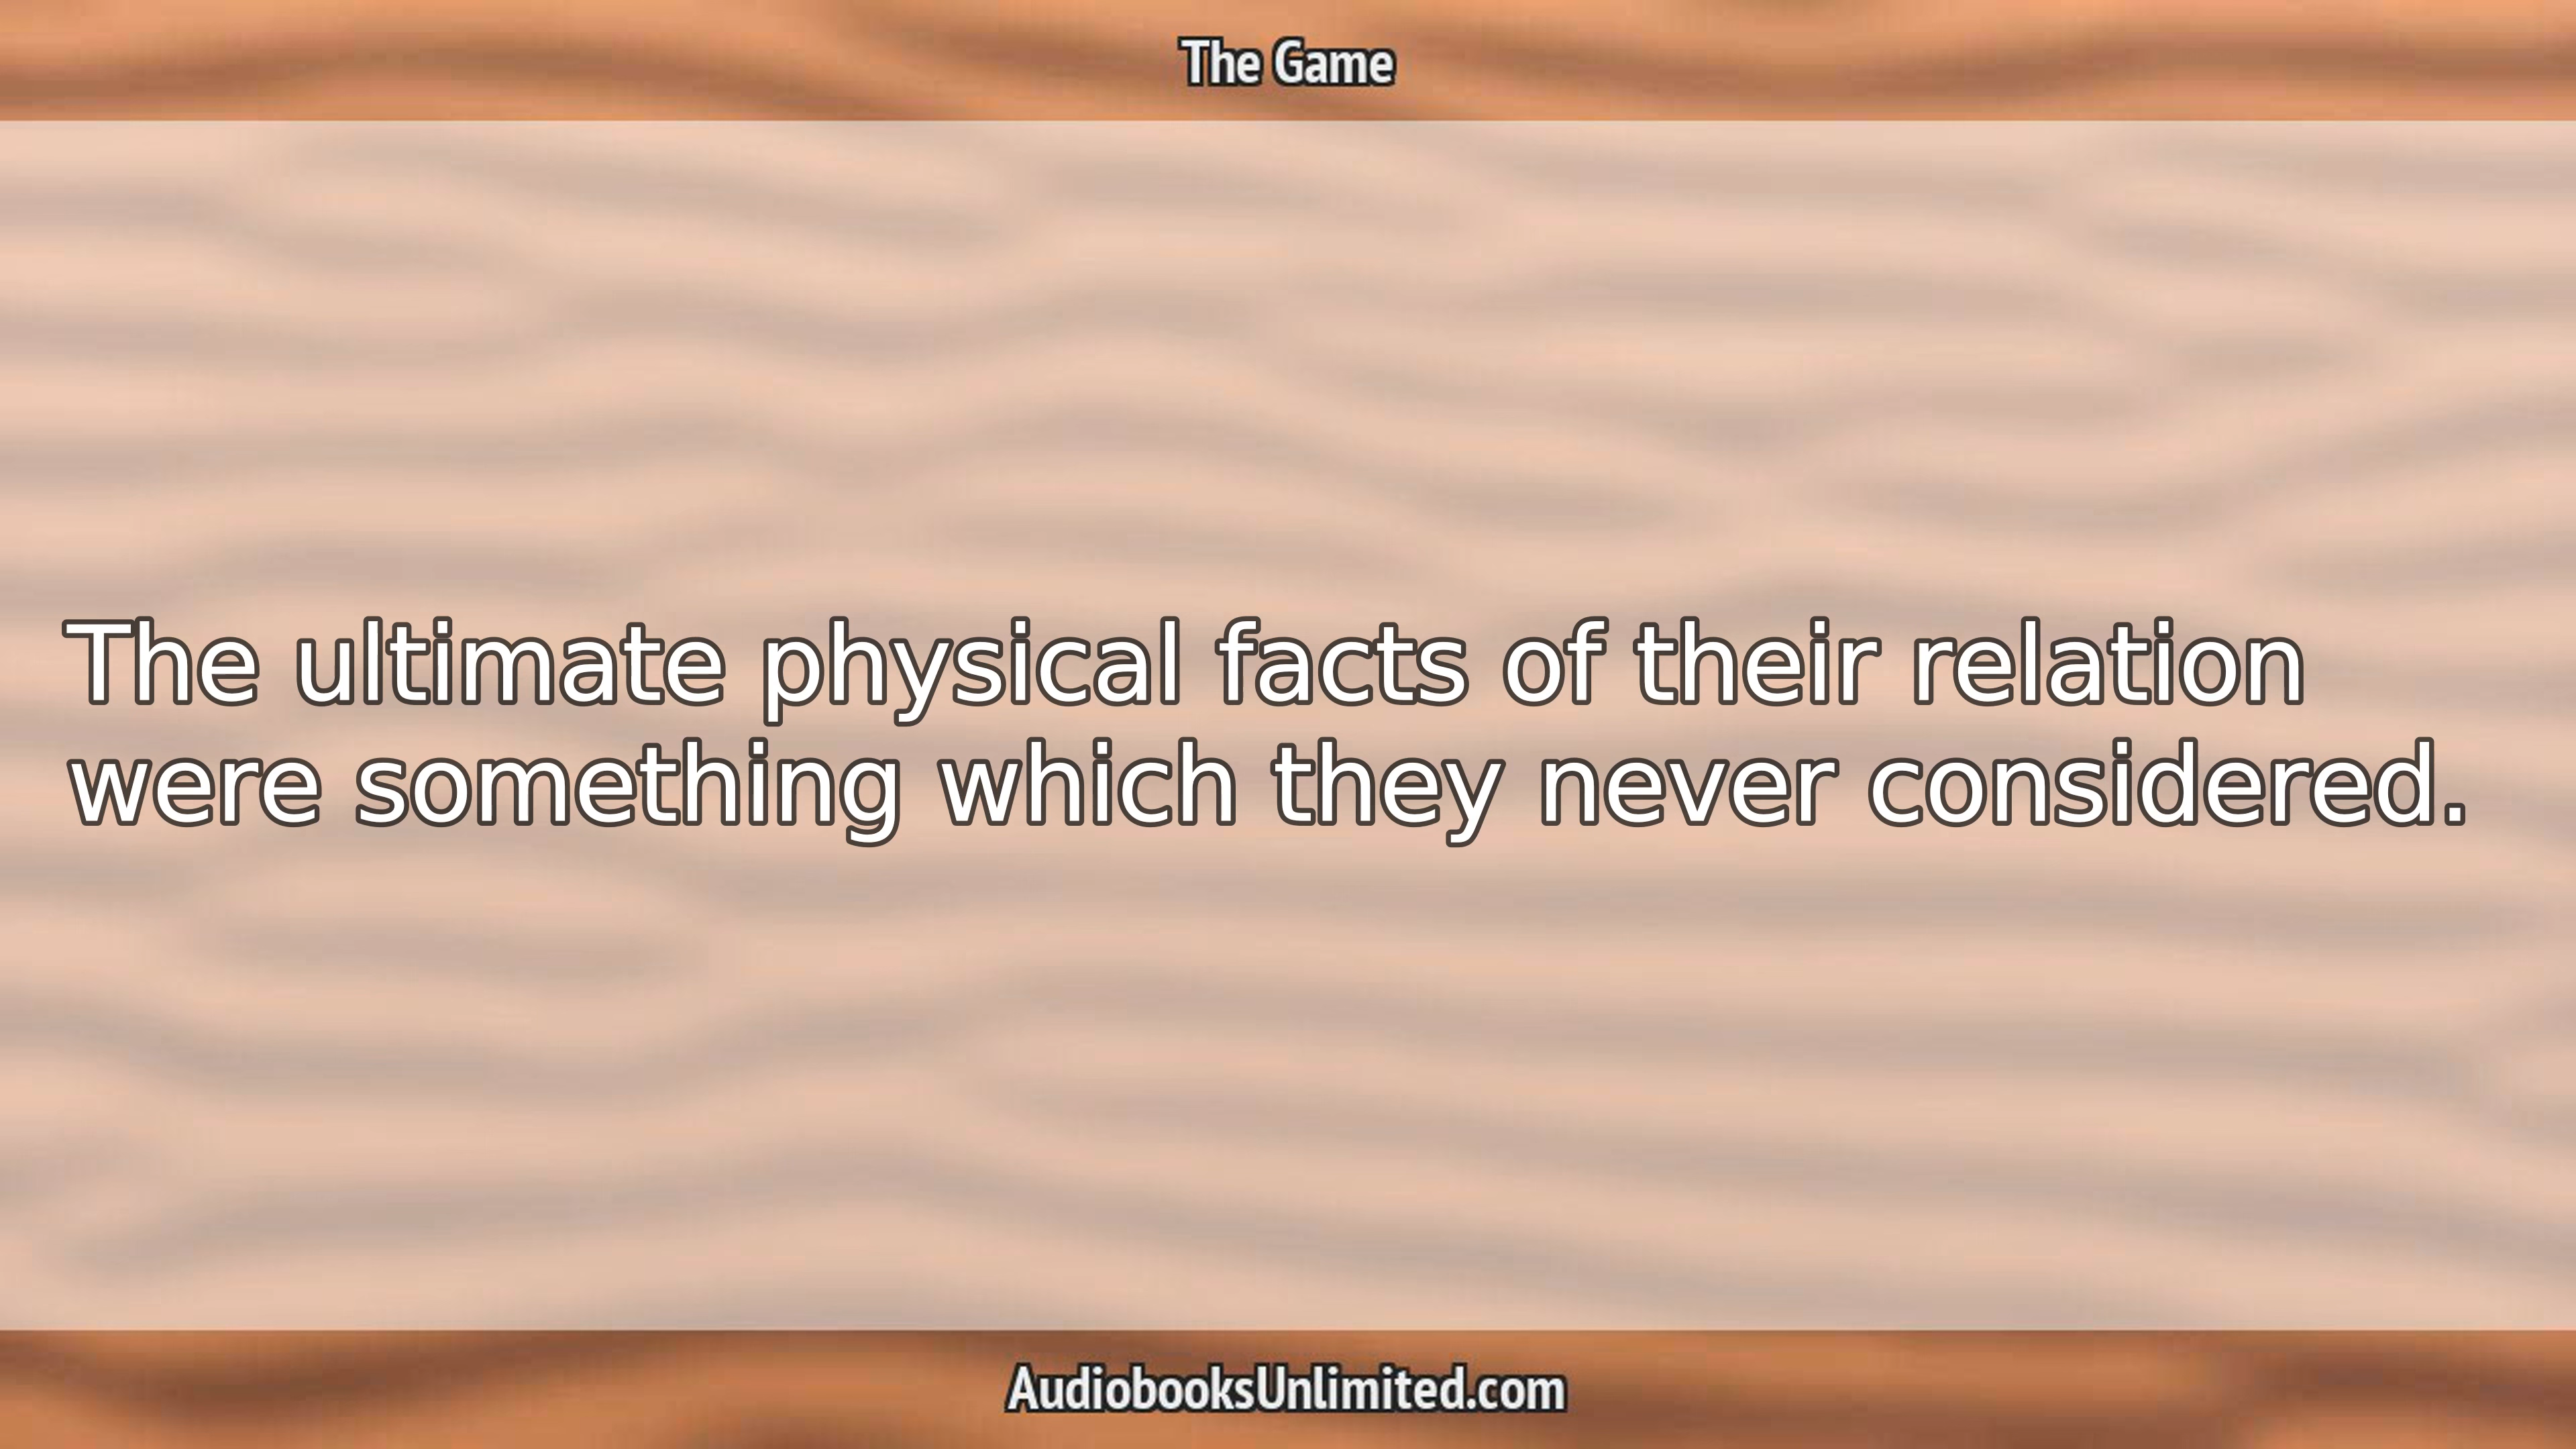 The Game
The ultimate physical facts of their relation
were something which they never considered.
AudiobooksUnlimited.com